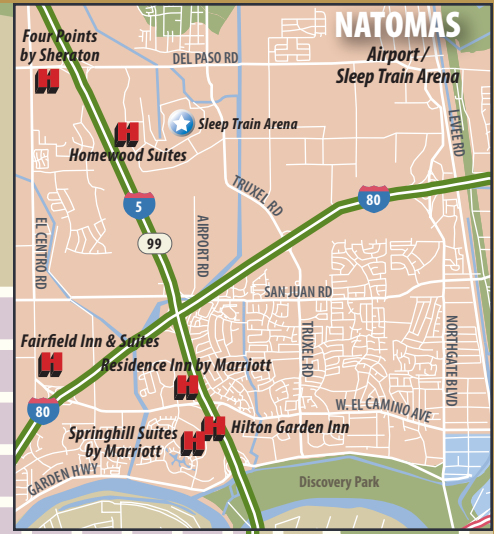 NATOMAS
Airport /
Sleep Train Arena
Four Points
by Sheraton
H
DEL PASO RD
LEVEE RD
H
Sleep Train Arena
Homewood Suites
TRUXEL RD
80
5
EL CENTRO RD
AIRPORT RD
99
SAN JUAN RD
TRUXEL RD
NORTHGATE BLVD
Fairfield Inn & Suites
H
Residence Inn by Marriott
H
80
W. EL CAMINO AVE
H
Hilton Garden Inn
Springhill Suites
by Marriott
H
GARDEN HWY
Discovery Park